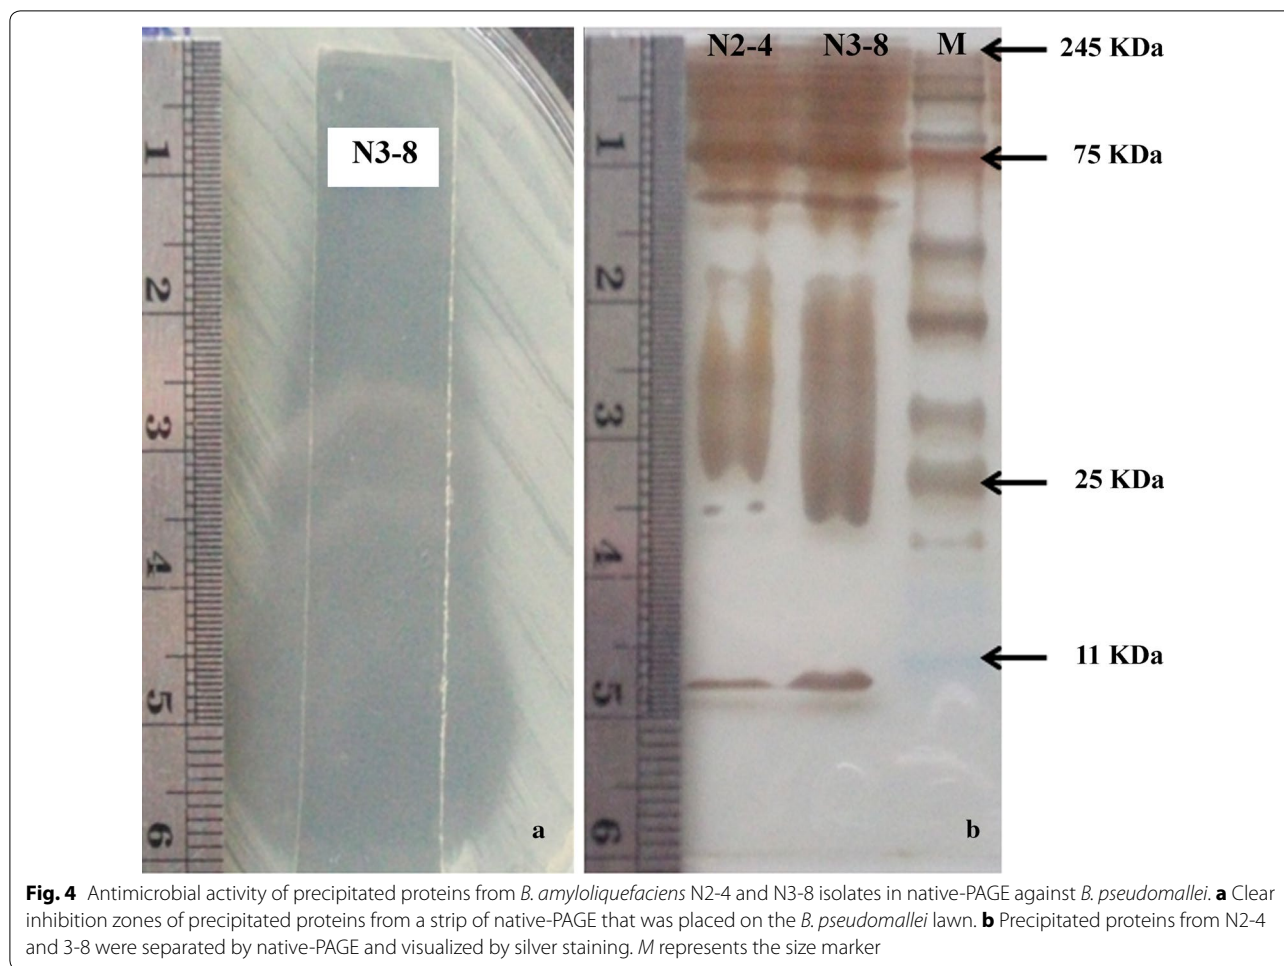 N3-8
1
2
3
4
5
6
a
N2-4 N3-8 M
245 KDa
1
75 KDa
2
3
25 KDa
4
11 KDa
5
6
b
Fig. 4 Antimicrobial activity of precipitated proteins from B. amyloliquefaciens N2-4 and N3-8 isolates in native-PAGE against B. pseudomallei. a Clear
inhibition zones of precipitated proteins from a strip of native-PAGE that was placed on the B. pseudomallei lawn. b Precipitated proteins from N2-4
and 3-8 were separated by native-PAGE and visualized by silver staining. M represents the size marker